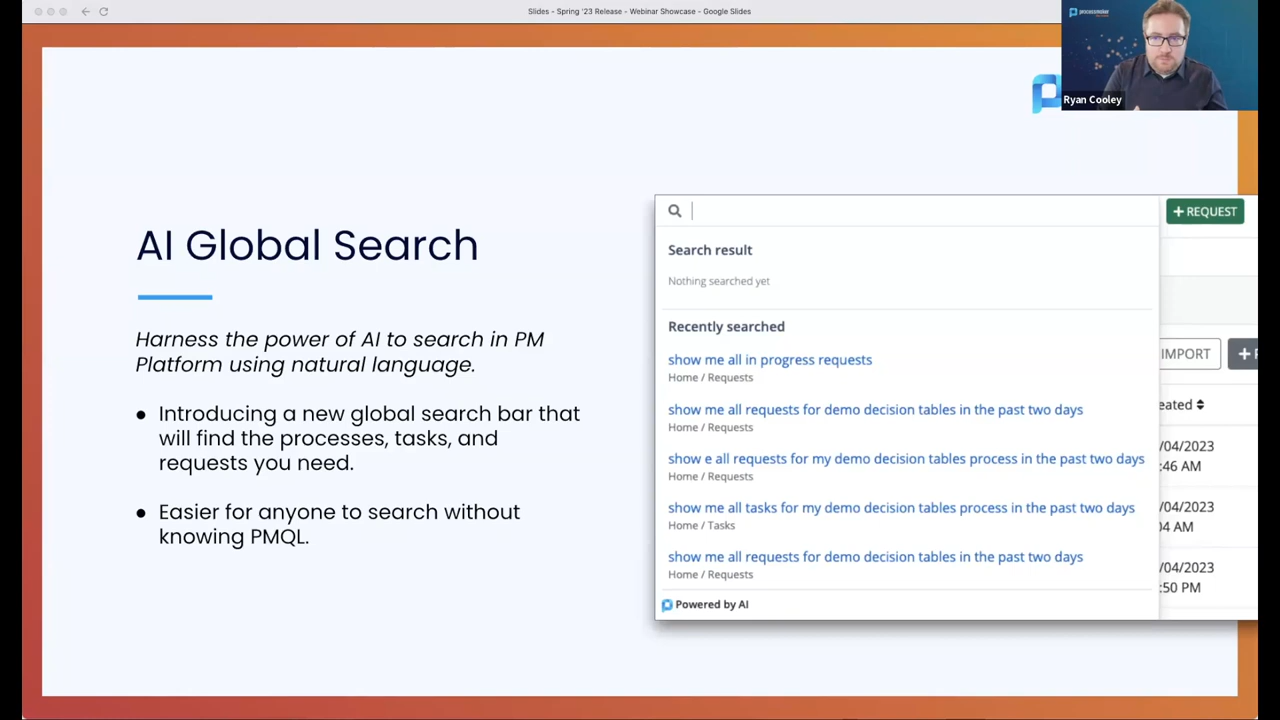 Slides - Spring '23 Release - Webinar Showcase - Google Slides
processmaker
Ryan Cooley
AI Global Search
Harness the power of AI to search in PM
Platform using natural language.
● Introducing a new global search bar that
will find the processes, tasks, and
requests you need.
● Easier for anyone to search without
knowing PMQL.
+ REQUEST
Search result
Nothing searched yet
Recently searched
show me all in progress requests
Home / Requests
show me all requests for demo decision tables in the past two days
Home / Requests
show e all requests for my demo decision tables process in the past two days
Home / Requests
show me all tasks for my demo decision tables process in the past two days
Home / Tasks
show me all requests for demo decision tables in the past two days
Home / Requests
Powered by AI
IMPORT
+ P
eated
/04/2023
:46 AM
/04/2023
04 AM
/04/2023
:50 PM